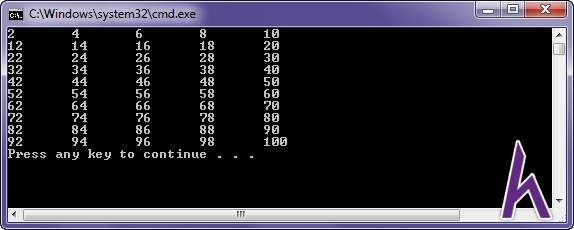 C:\Windows\system32\cmd.exe
2 4 6 8 10
12 14 16 18 20
22 24 26 28 30
32 34 36 38 40
42 44 46 48 50
52 54 56 58 60
62 64 66 68 70
72 74 76 78 80
82 84 86 88 90
92 94 96 98 100
Press any key to continue . . .